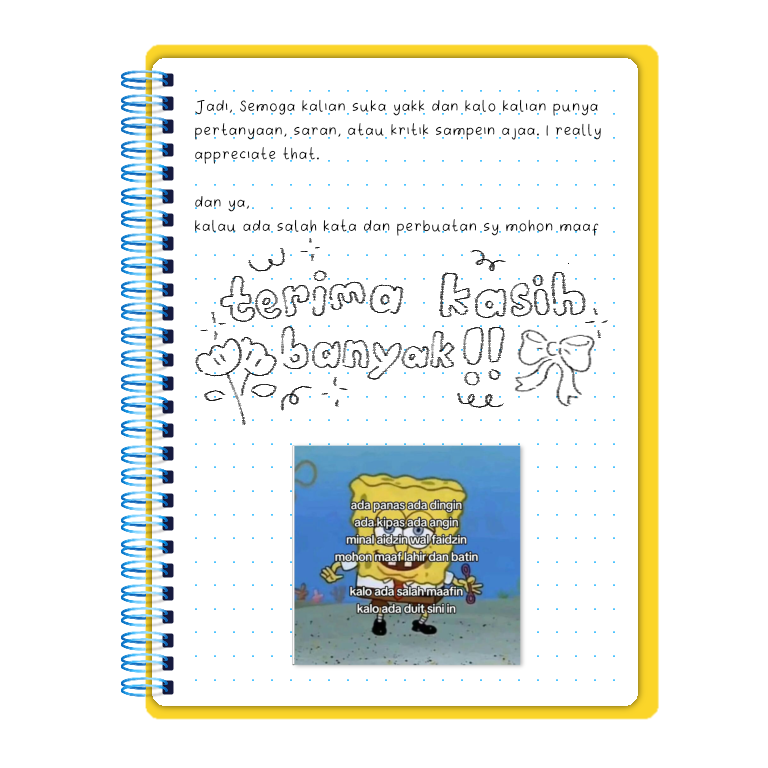 Jadi, Semoga kalian suka yakk dan kalo kalian punya
pertanyaan, saran, atau kritik sampein ajaa. I really
appreciate that.
dan ya,
kalau ada salah kata dan perbuatan sy mohon maaf
terima kasih
banyak!!
ada panas ada dingin
ada kipas ada angin
minal aidzin wal faidzin
mohon maaf lahir dan batin
kalo ada salah maafin
kalo ada duit sini in